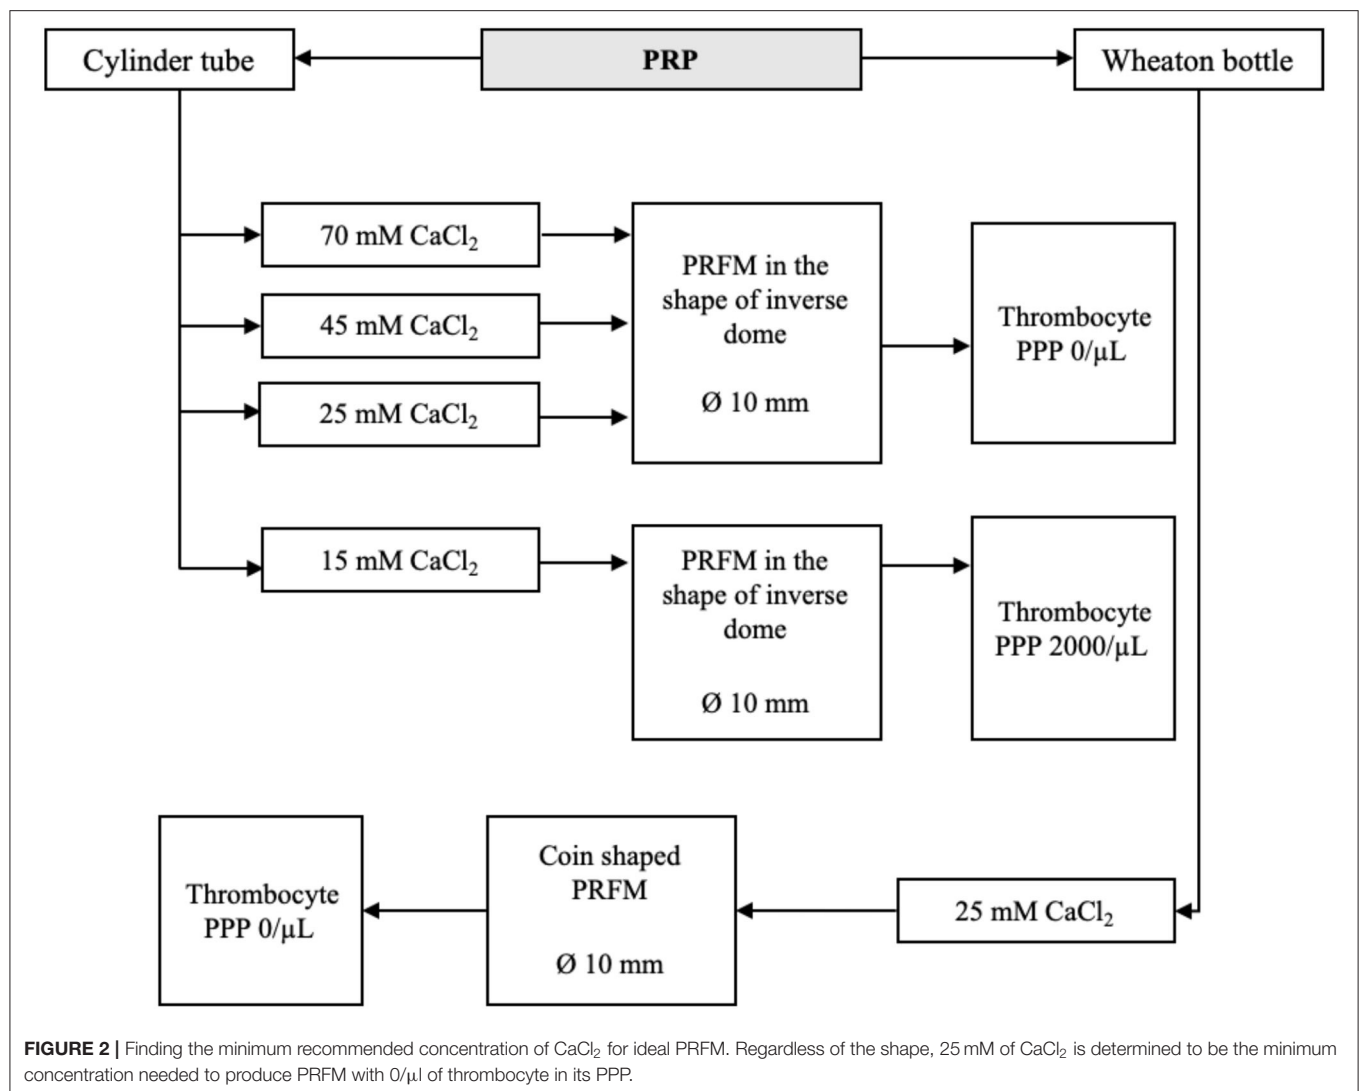 Cylinder tube
PRP
Wheaton bottle
70 mM CaCl₂
45 mM CaCl₂
25 mM CaCl₂
PRFM in the
shape of inverse
dome
Ø 10 mm
Thrombocyte
PPP 0/μL
15 mM CaCl₂
PRFM in the
shape of inverse
dome
Ø 10 mm
Thrombocyte
PPP 2000/μL
25 mM CaCl₂
Coin shaped
PRFM
Ø 10 mm
Thrombocyte
PPP 0/μL
FIGURE 2 | Finding the minimum recommended concentration of CaCl₂ for ideal PRFM. Regardless of the shape, 25 mM of CaCl₂ is determined to be the minimum
concentration needed to produce PRFM with 0/μl of thrombocyte in its PPP.